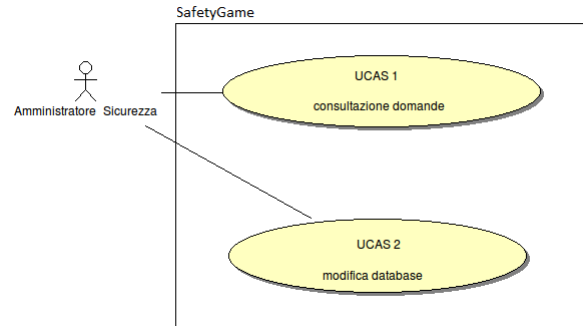 SafetyGame
UCAS 1
consultazione domande
Amministratore Sicurezza
UCAS 2
modifica database